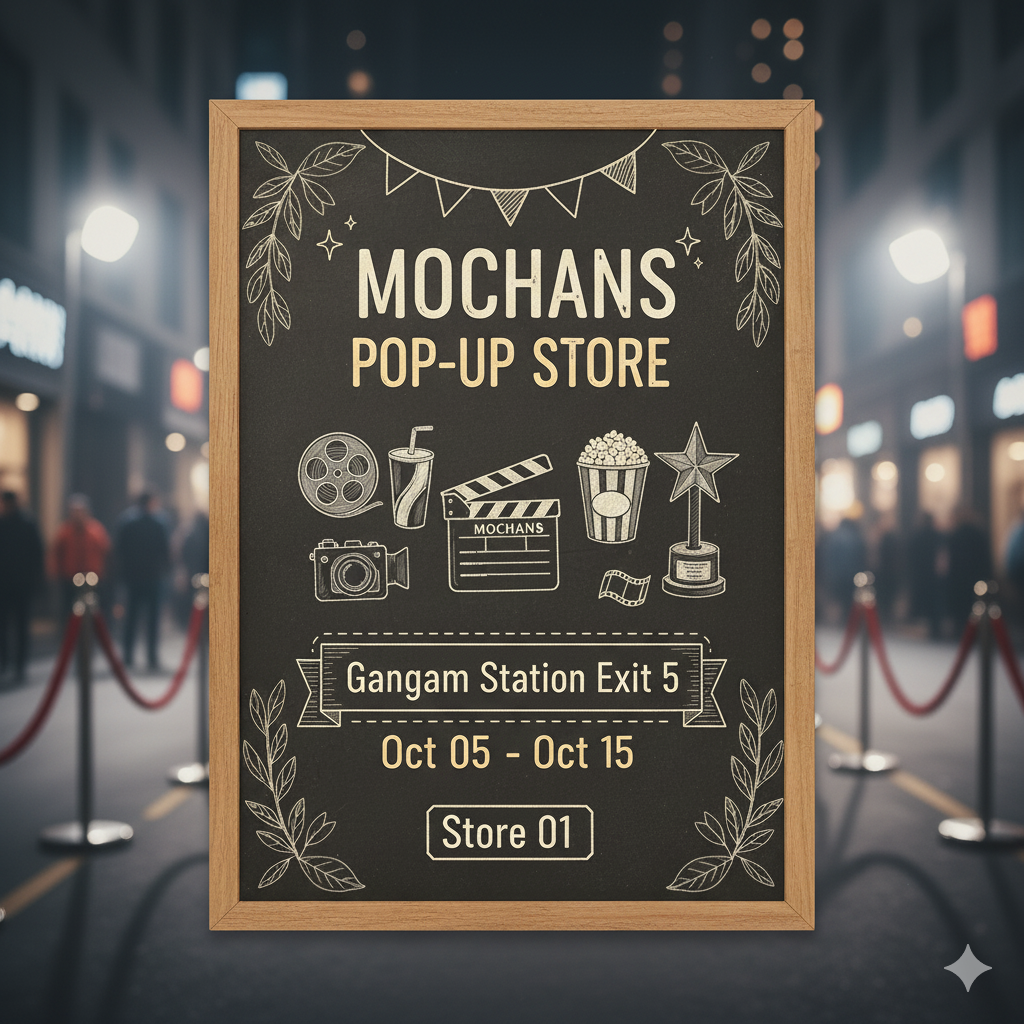 MOCHANS
POP-UP STORE
MOCHANS
Gangam Station Exit 5
Oct 05 - Oct 15
Store 01